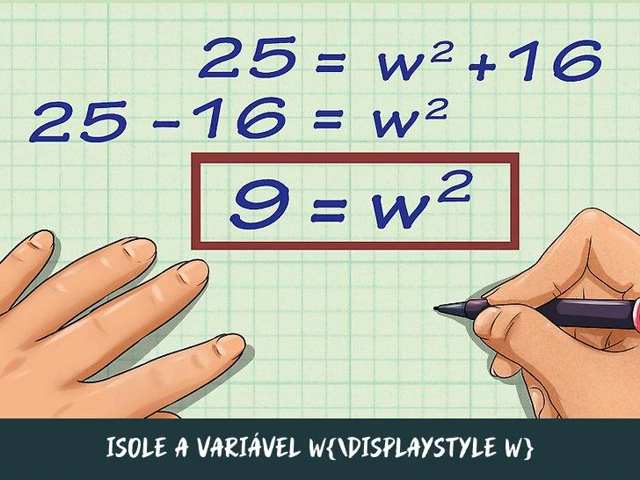 25 = w² + 16
25 - 16 = w²
9 = w²
ISOLE A VARIÁVEL W{\DISPLAYSTYLE W}